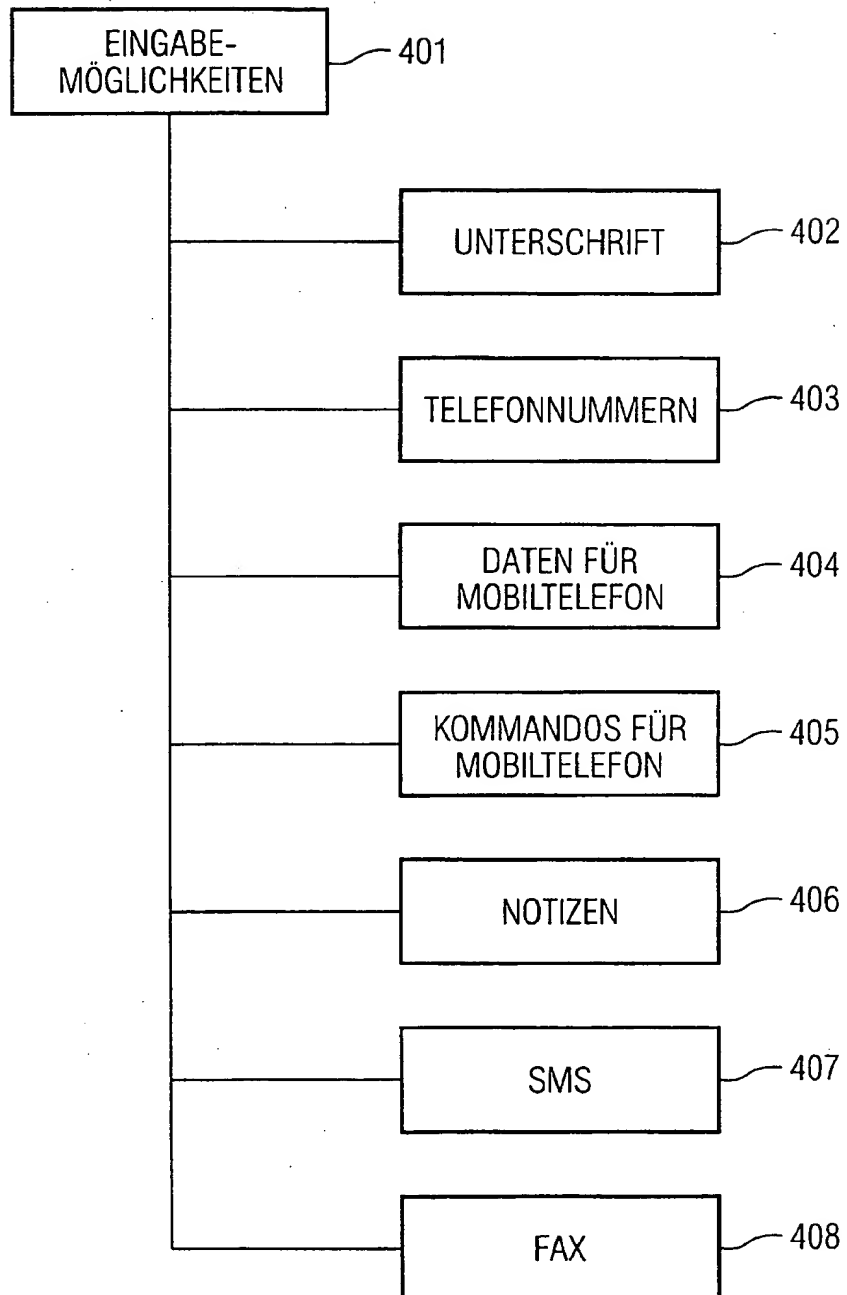 EINGABE-
MÖGLICHKEITEN
401
UNTERSCHRIFT
402
TELEFONNUMMERN
403
DATEN FÜR
MOBILTELEFON
404
KOMMANDOS FÜR
MOBILTELEFON
405
NOTIZEN
406
SMS
407
FAX
408